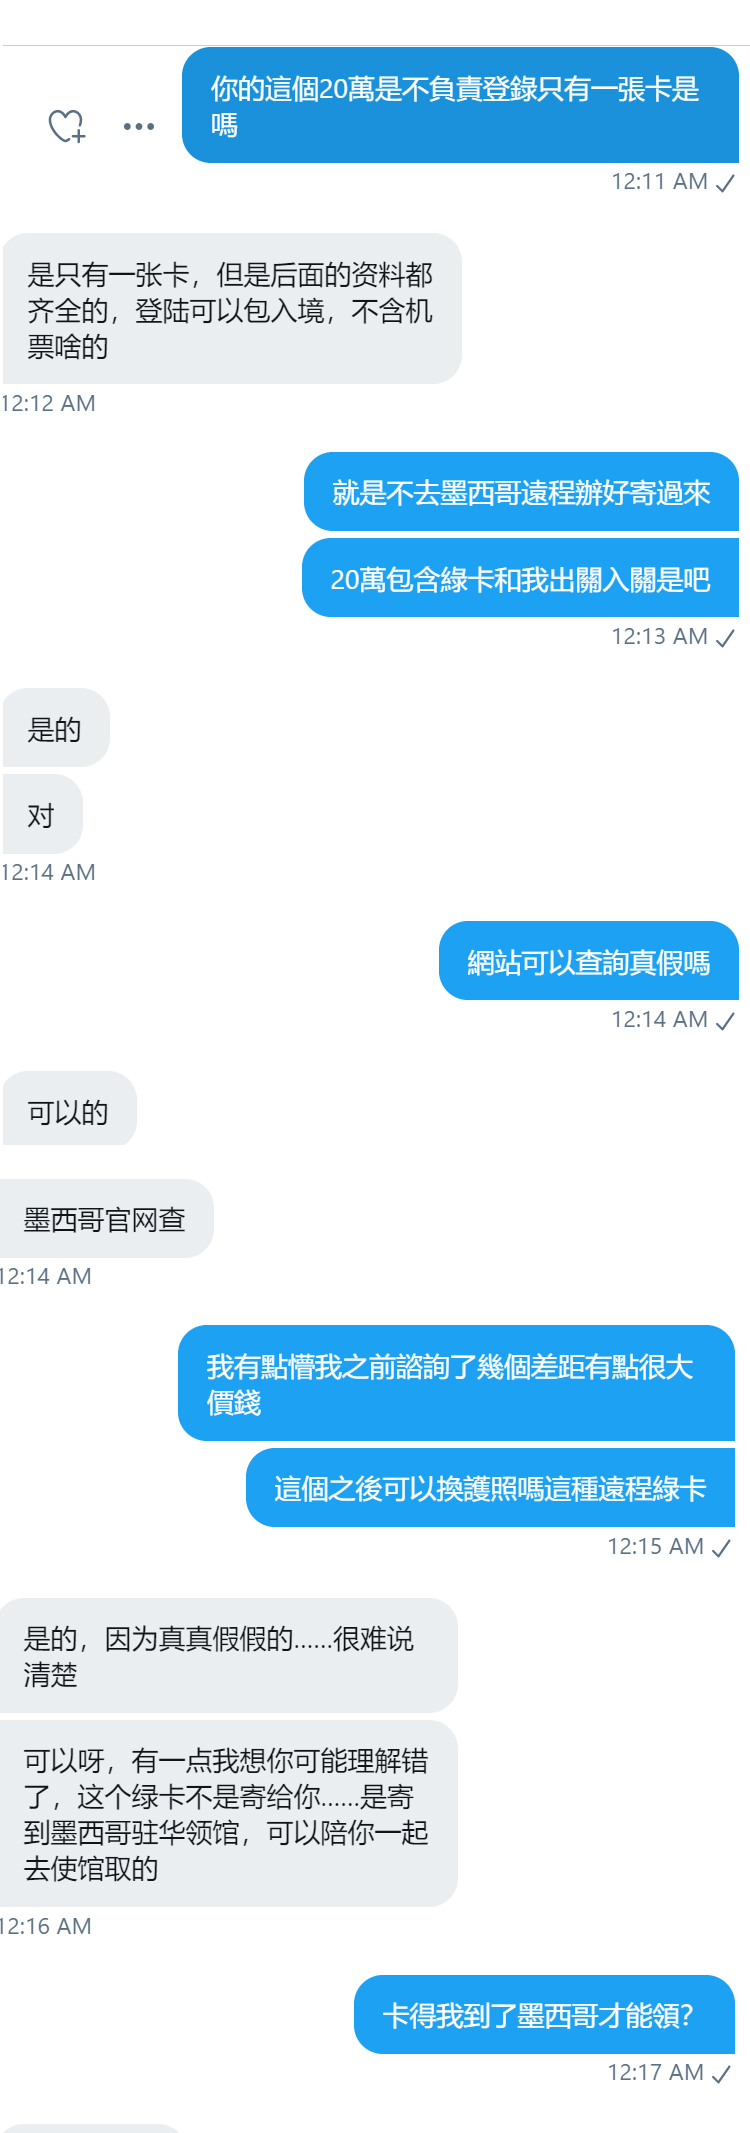 你的這個20萬是不負責登錄只有一張卡是
嗎
12:11 AM
是只有一张卡，但是后面的资料都
齐全的，登陆可以包入境，不含机
票啥的
12:12 AM
就是不去墨西哥遠程辦好寄過來
20萬包含綠卡和我出關入關是吧
12:13 AM
是的
对
12:14 AM
網站可以查詢真假嗎
12:14 AM
可以的
墨西哥官网查
12:14 AM
我有點懵我之前諮詢了幾個差距有點很大
價錢
這個之後可以換護照嗎這種遠程綠卡
12:15 AM
是的，因为真真假假的......很难说
清楚
可以呀，有一点我想你可能理解错
了，这个绿卡不是寄给你......是寄
到墨西哥驻华领馆，可以陪你一起
去使馆取的
12:16 AM
卡得我到了墨西哥才能領？
12:17 AM